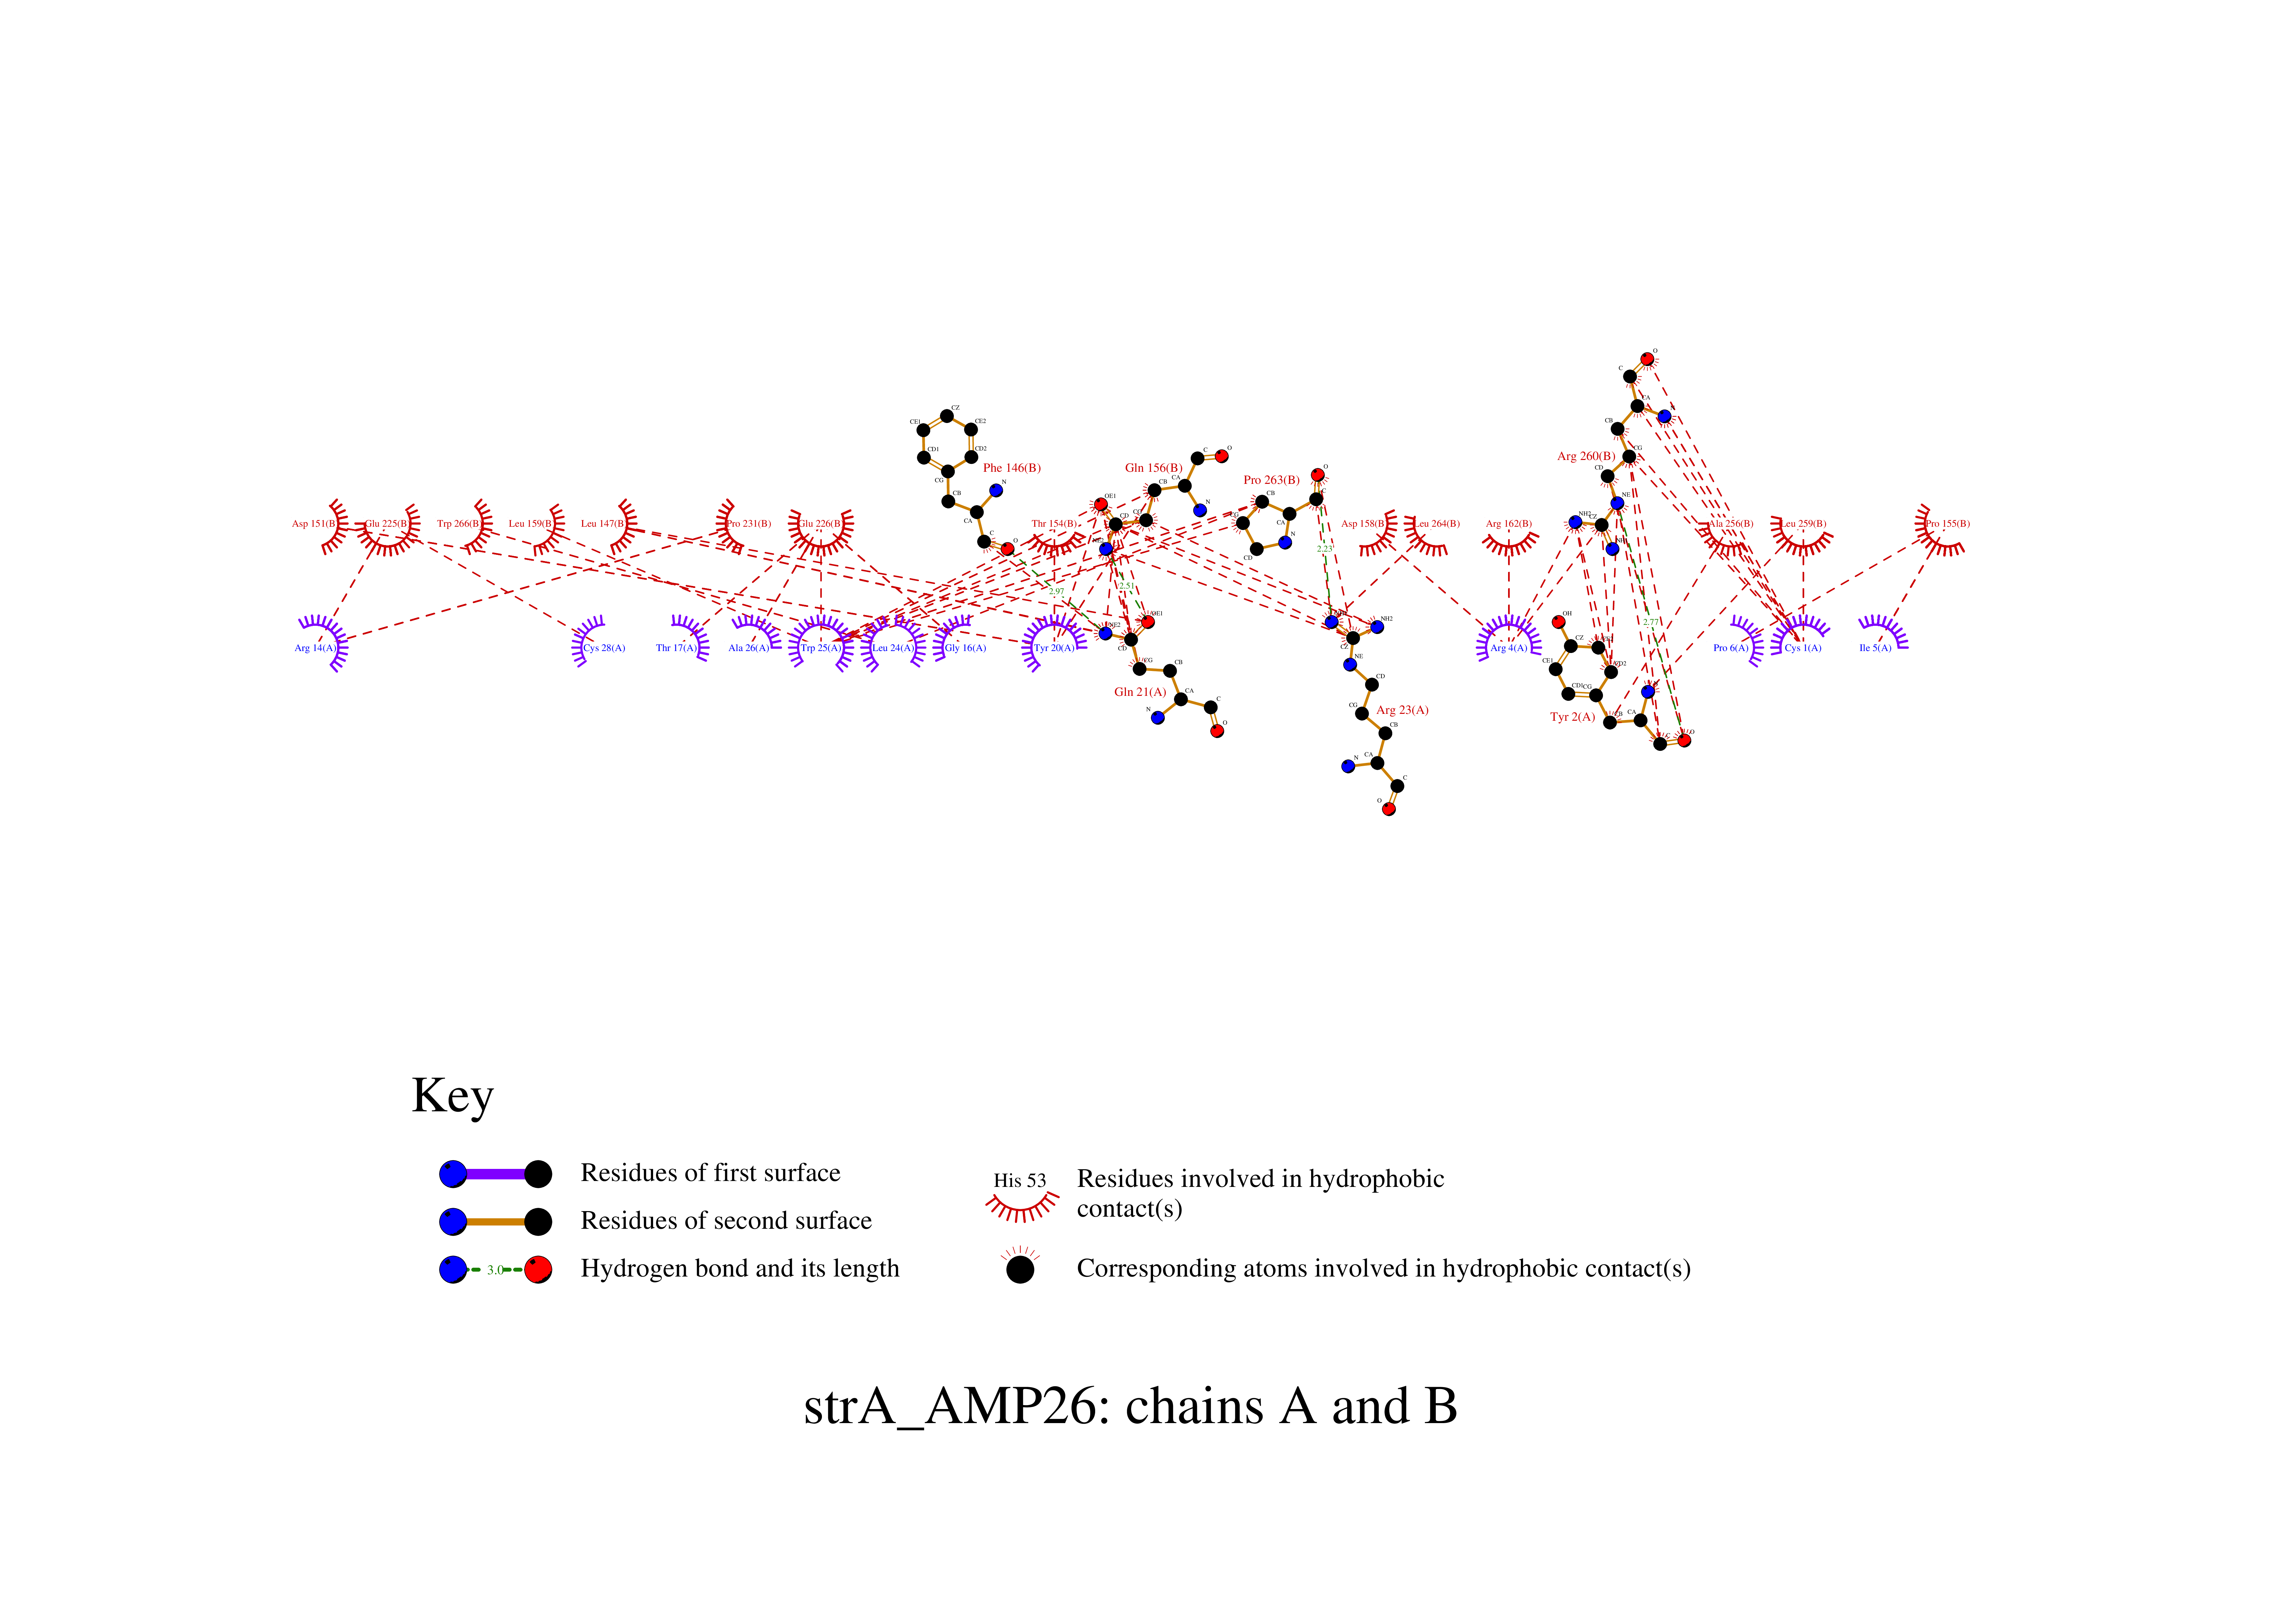 Phe 146(B)
Gln 156(B)
Pro 263(B)
Arg 260(B)
Asp 151(B)
Glu 225(B)
Trp 266(B)
Leu 159(B)
Leu 147(B)
Pro 231(B)
Glu 226(B)
Thr 154(B)
Asp 158(B)
Leu 264(B)
Arg 162(B)
Ala 256(B)
Leu 259(B)
Pro 155(B)
2.97
2.51
2.23
2.77
Arg 14(A)
Cys 28(A)
Thr 17(A)
Ala 26(A)
Trp 25(A)
Leu 24(A)
Gly 16(A)
Tyr 20(A)
Arg 4(A)
Pro 6(A)
Cys 1(A)
Ile 5(A)
Gln 21(A)
Arg 23(A)
Tyr 2(A)
Key
Residues of first surface
Residues of second surface
3.0
Hydrogen bond and its length
His 53
Residues involved in hydrophobic
contact(s)
Corresponding atoms involved in hydrophobic contact(s)
strA_AMP26: chains A and B